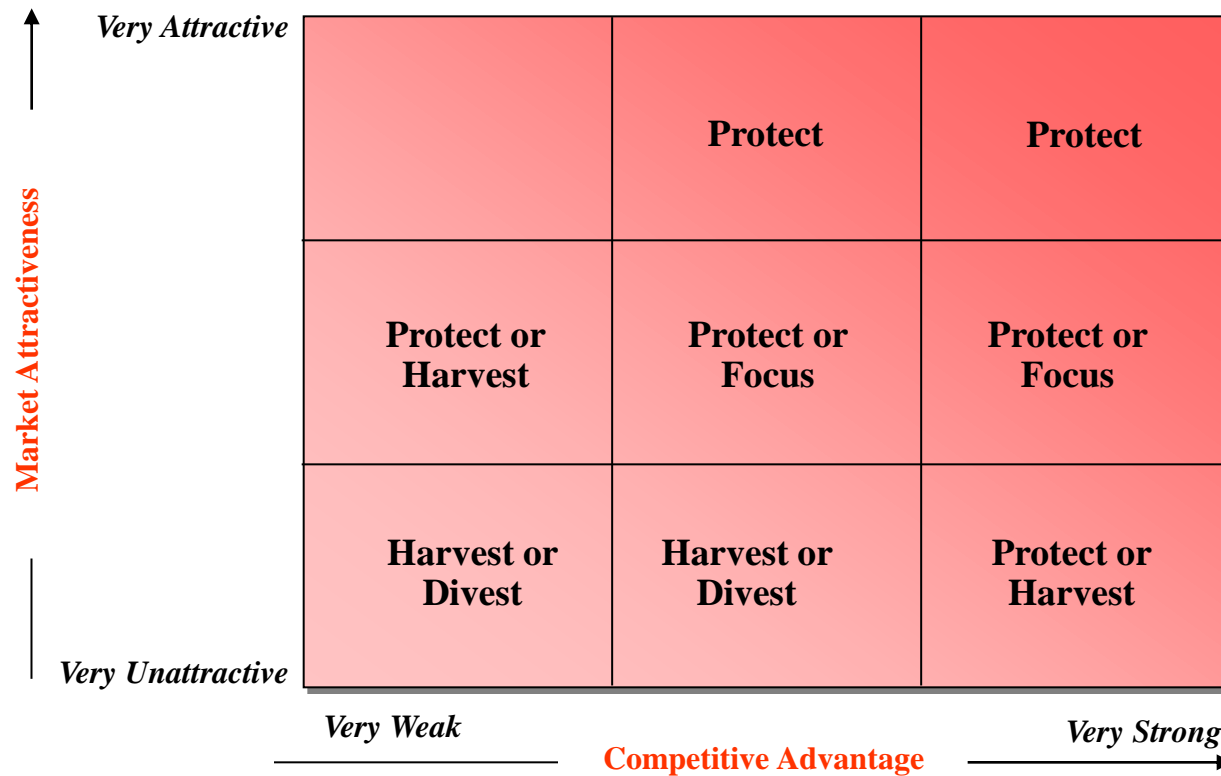 Very Attractive
Protect
Protect
Market Attractiveness
Protect or
Harvest
Protect or
Focus
Protect or
Focus
Harvest or
Divest
Harvest or
Divest
Protect or
Harvest
Very Unattractive
Very Weak
Very Strong
Competitive Advantage